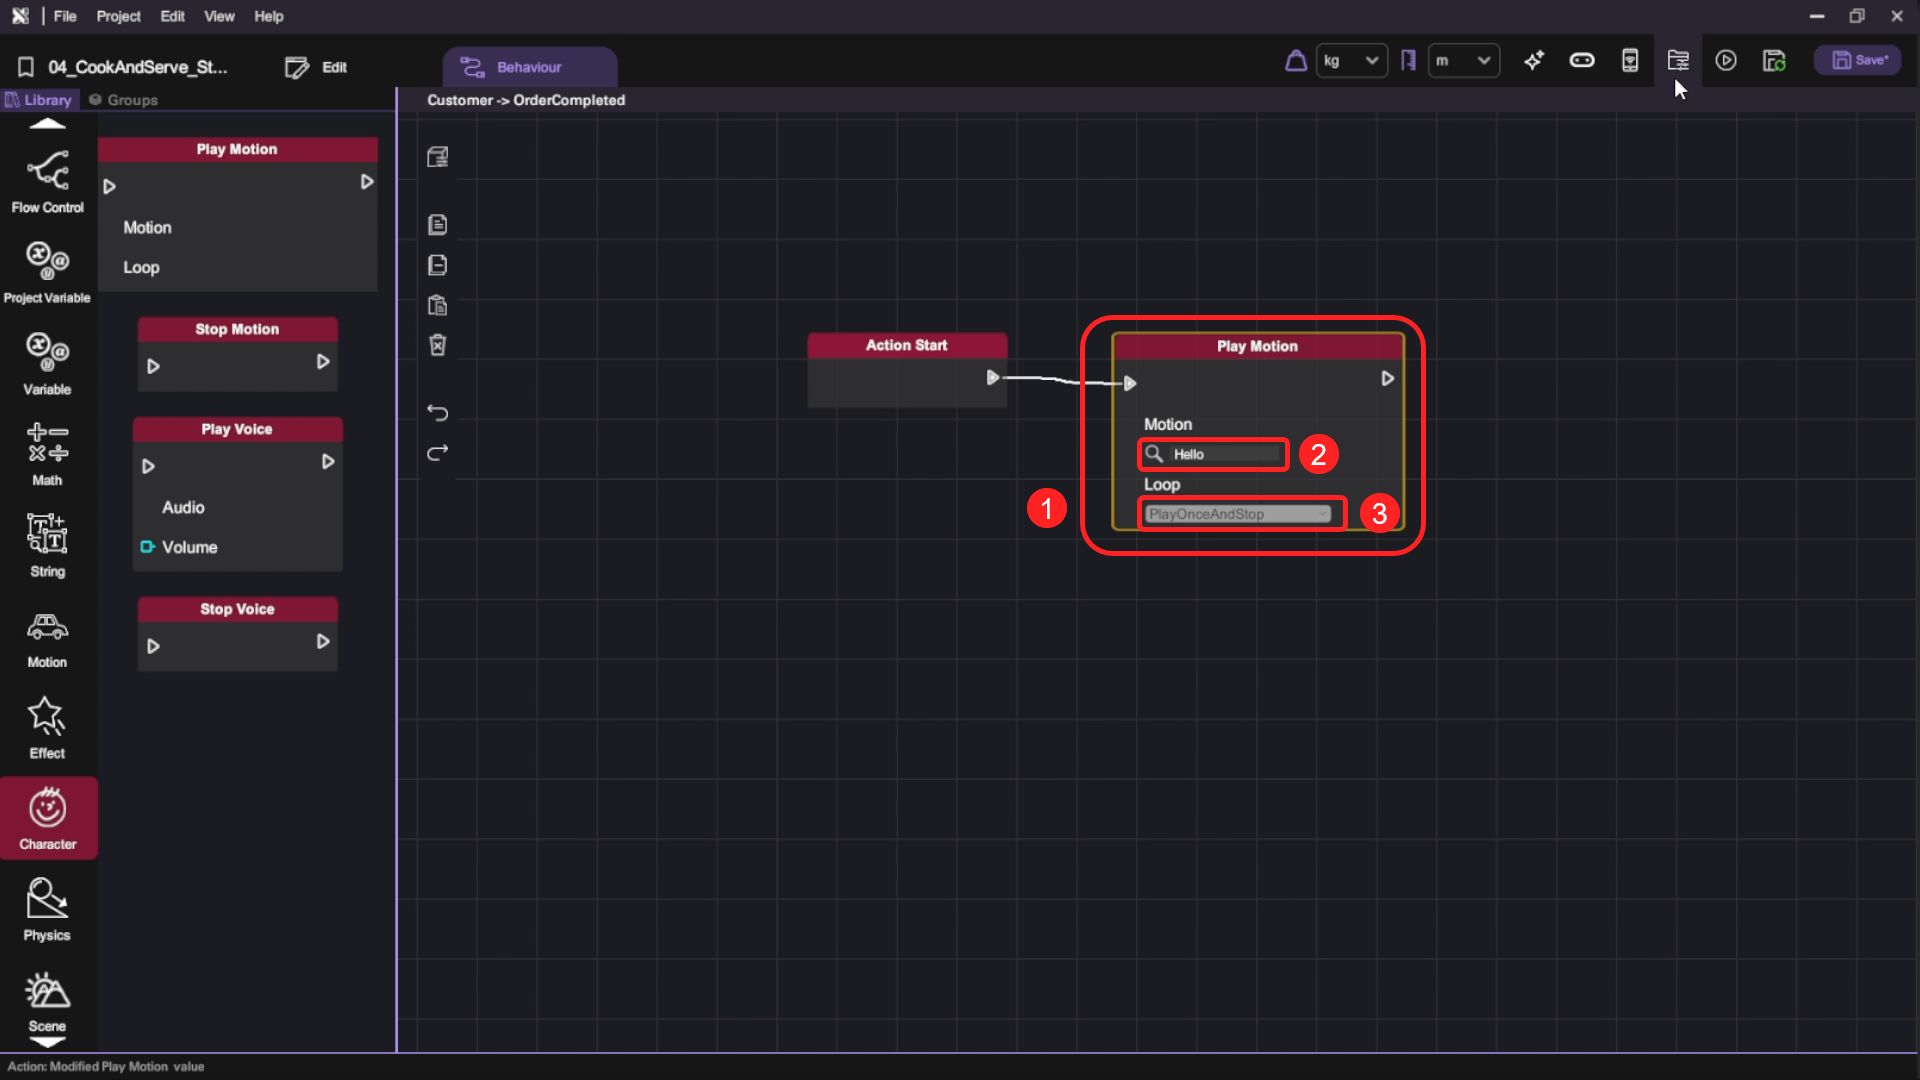 File Project Edit View Help
04_CookAndServe_St... Edit Behaviour kg m Save*
Library Groups
Customer -> OrderCompleted
Flow Control
Project Variable
Variable
Math
String
Motion
Effect
Character
Physics
Scene
Play Motion
Motion
Loop
Stop Motion
Play Voice
Audio
Volume
Stop Voice
Action Start
Play Motion
Motion
Hello
2
Loop
1
PlayOnceAndStop
3
Action: Modified Play Motion value